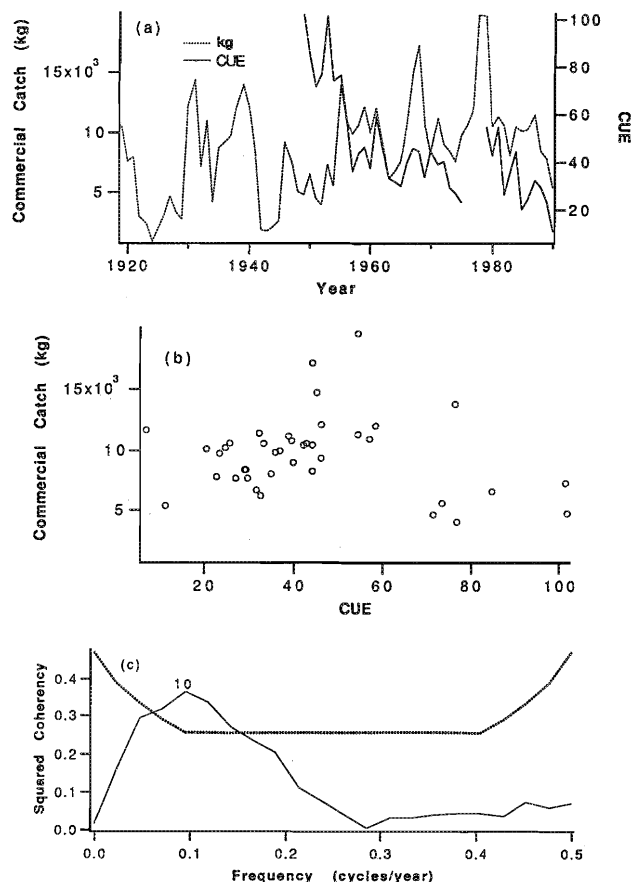 (a)
kg
CUE
Commercial Catch (kg)
15x10³
10
5
100
80
60
40
20
CUE
1920 1940 1960 1980
Year
(b)
Commercial Catch (kg)
15x10³
10
5
20 40 60 80 100
CUE
(c)
10
Squared Coherency
0.4
0.3
0.2
0.1
0.0
0.0 0.1 0.2 0.3 0.4 0.5
Frequency (cycles/year)